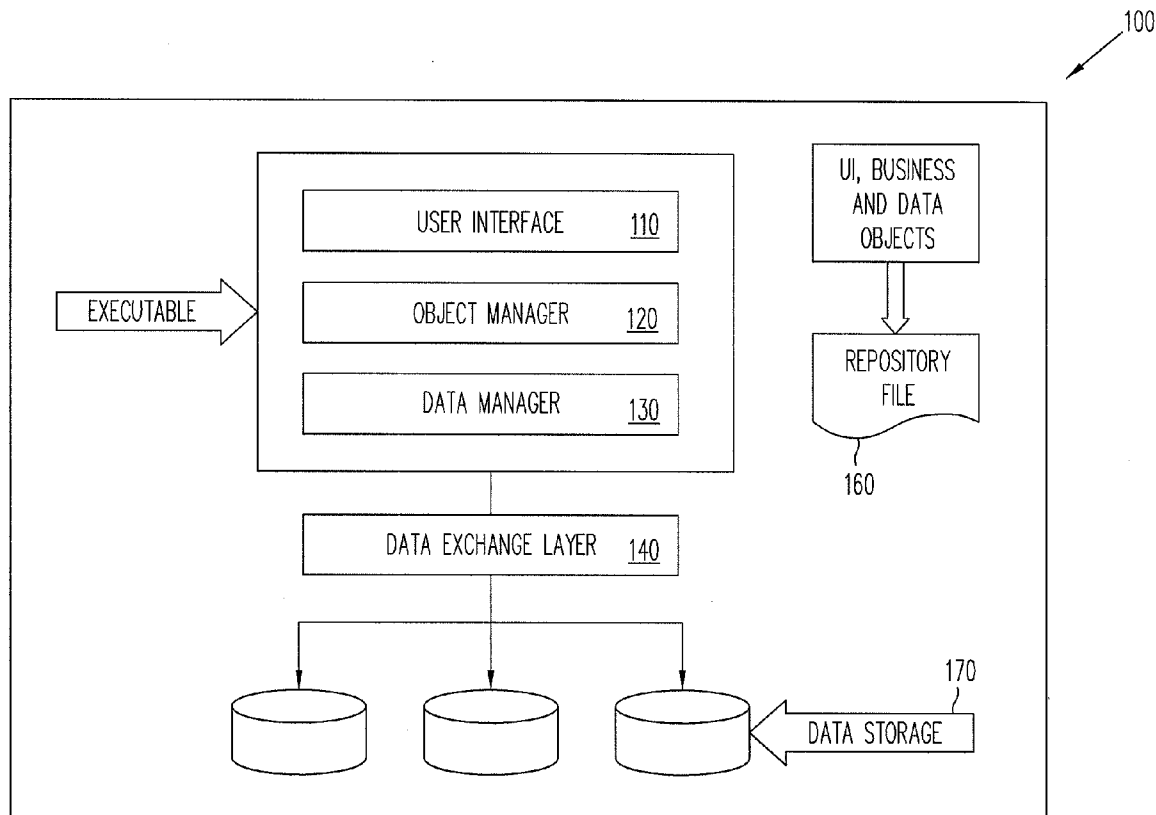 100
UI, BUSINESS
AND DATA
OBJECTS
USER INTERFACE 110
EXECUTABLE
OBJECT MANAGER 120
REPOSITORY
FILE
DATA MANAGER 130
160
DATA EXCHANGE LAYER 140
170
DATA STORAGE